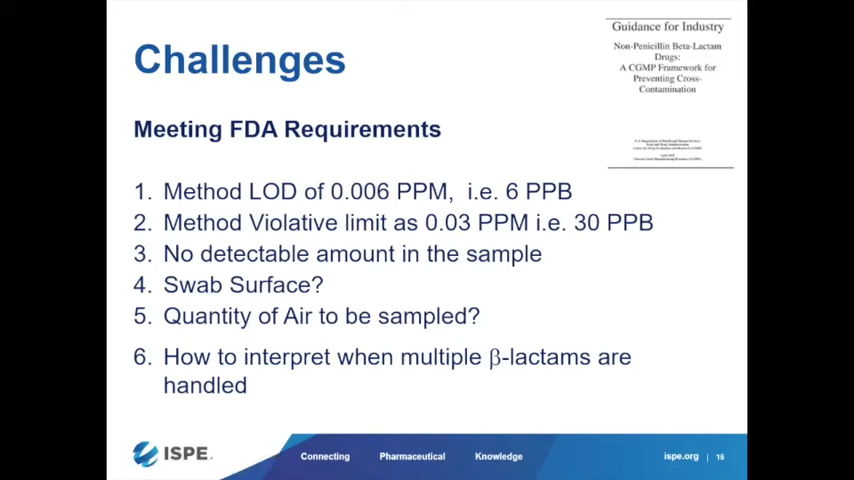 Challenges
Guidance for Industry
Non-Penicillin Beta-Lactam
Drugs:
A CGMP Framework for
Preventing Cross-
Contamination
Meeting FDA Requirements
1. Method LOD of 0.006 PPM, i.e. 6 PPB
2. Method Violative limit as 0.03 PPM i.e. 30 PPB
3. No detectable amount in the sample
4. Swab Surface?
5. Quantity of Air to be sampled?
6. How to interpret when multiple β-lactams are
handled
ISPE.
Connecting Pharmaceutical Knowledge
ispe.org | 15